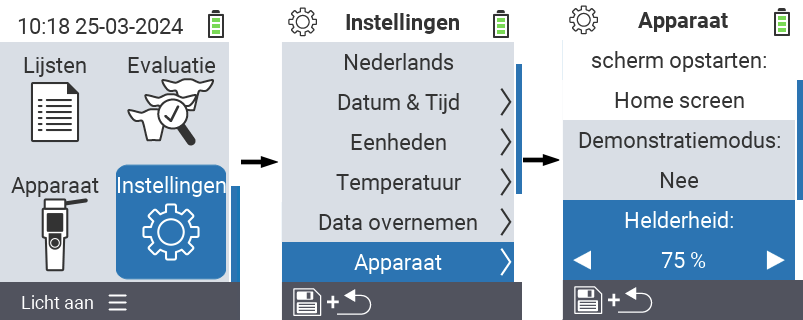 10:18 25-03-2024
Lijsten
Evaluatie
Apparaat
Instellingen
Licht aan
Instellingen
Nederlands
Datum & Tijd
Eenheden
Temperatuur
Data overnemen
Apparaat
+
Apparaat
scherm opstarten:
Home screen
Demonstratiemodus:
Nee
Helderheid:
75 %
+